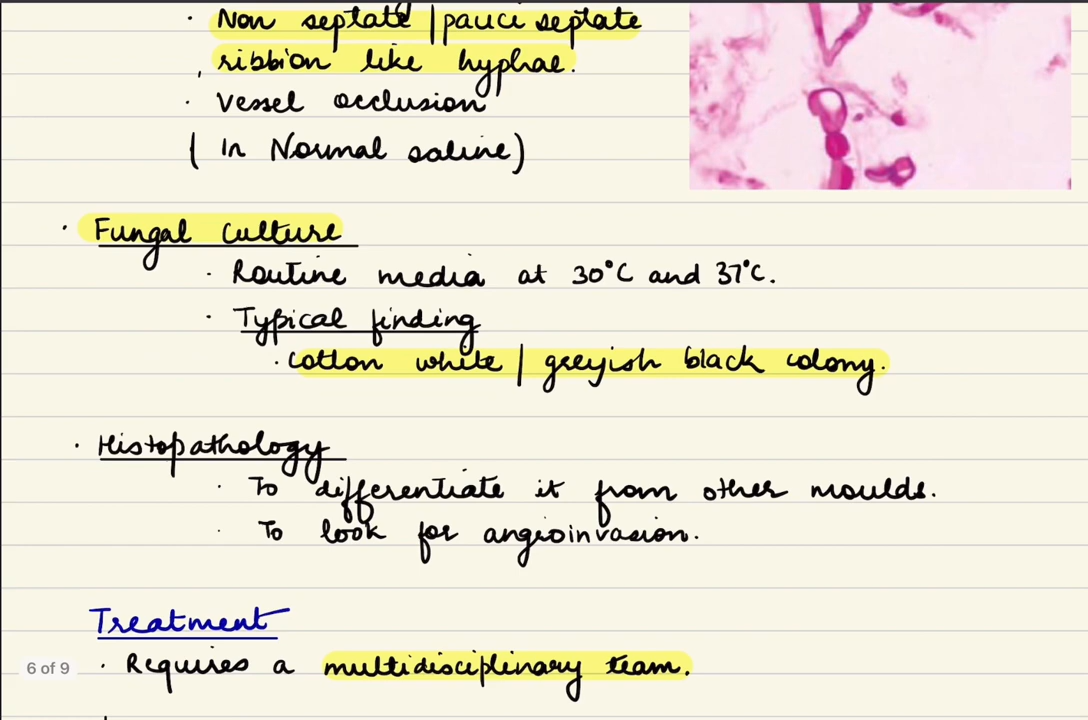 · Non septate | pauci septate
ribbion like hyphae.
· Vessel occlusion
( In Normal saline)
· Fungal culture
· Routine media at 30°C and 37°C.
· Typical finding
· cotton white | greyish black colony.
· Histopathology
· To differentiate it from other moulds.
· To look for angioinvasion.
Treatment
· Requires a multidisciplinary team.
6 of 9